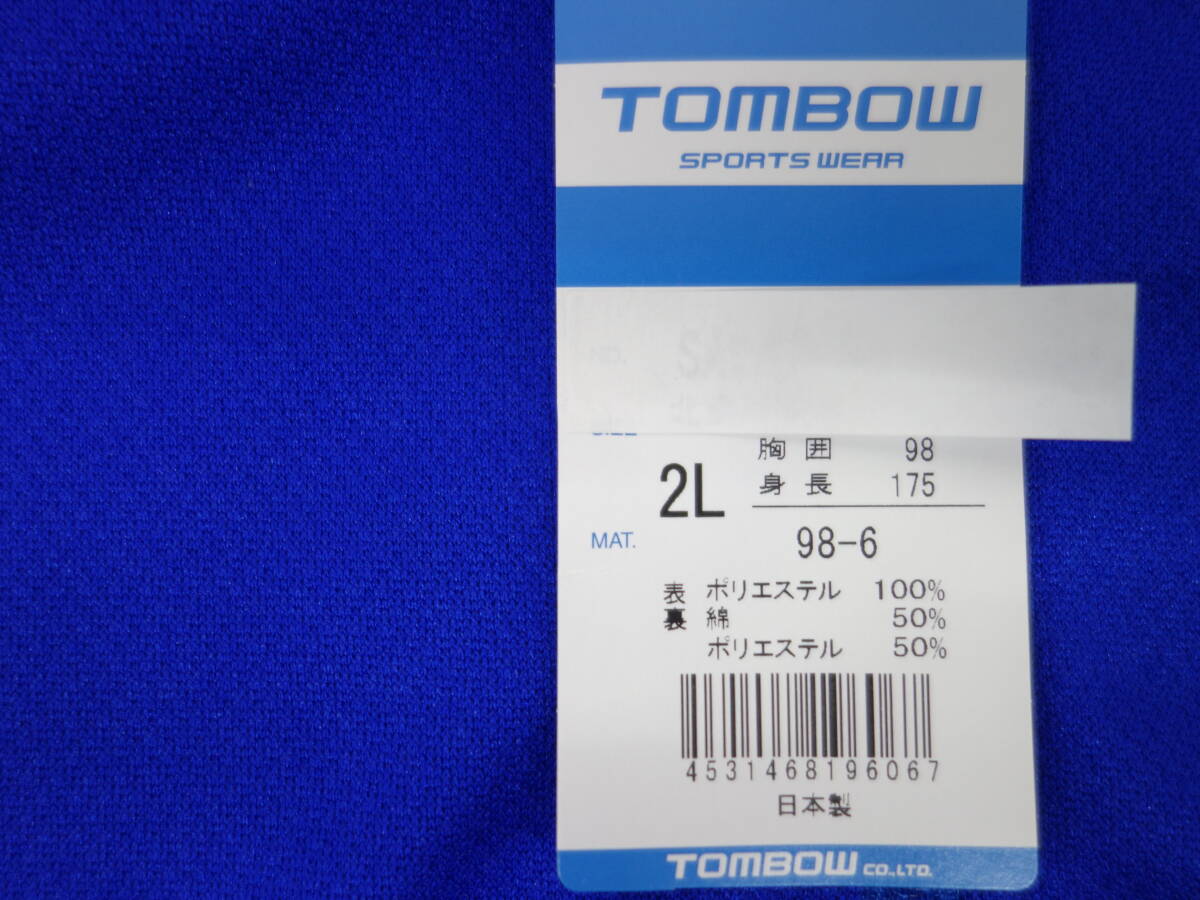 TOMBOW
SPORTS WEAR
胸囲 98
2L 身長 175
MAT. 98-6
表 ポリエステル 100%
裏 綿 50%
ポリエステル 50%
4531468196067
日本製
TOMBOW CO.,LTD.